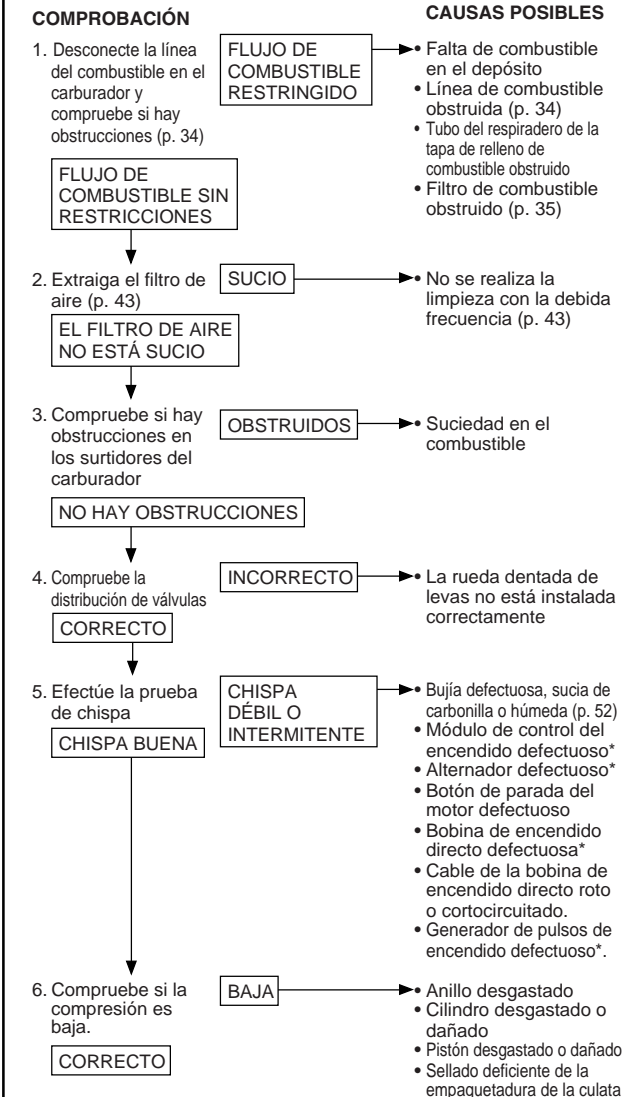 COMPROBACIÓN
CAUSAS POSIBLES
1. Desconecte la línea
del combustible en el
carburador y
compruebe si hay
obstrucciones (p. 34)
FLUJO DE
COMBUSTIBLE
RESTRINGIDO
• Falta de combustible
en el depósito
• Línea de combustible
obstruida (p. 34)
• Tubo del respiradero de la
tapa de relleno de
combustible obstruido
• Filtro de combustible
obstruido (p. 35)
FLUJO DE
COMBUSTIBLE SIN
RESTRICCIONES
2. Extraiga el filtro de
aire (p. 43)
SUCIO
• No se realiza la
limpieza con la debida
frecuencia (p. 43)
EL FILTRO DE AIRE
NO ESTÁ SUCIO
3. Compruebe si hay
obstrucciones en
los surtidores del
carburador
OBSTRUIDOS
• Suciedad en el
combustible
NO HAY OBSTRUCCIONES
4. Compruebe la
distribución de válvulas
INCORRECTO
• La rueda dentada de
levas no está instalada
correctamente
CORRECTO
5. Efectúe la prueba
de chispa
CHISPA
DÉBIL O
INTERMITENTE
• Bujía defectuosa, sucia de
carbonilla o húmeda (p. 52)
• Módulo de control del
encendido defectuoso*
• Alternador defectuoso*
• Botón de parada del
motor defectuoso
• Bobina de encendido
directo defectuosa*
• Cable de la bobina de
encendido directo roto
o cortocircuitado.
• Generador de pulsos de
encendido defectuoso*.
CHISPA BUENA
6. Compruebe si la
compresión es
baja.
BAJA
• Anillo desgastado
• Cilindro desgastado o
dañado
• Pistón desgastado o dañado
• Sellado deficiente de la
empaquetadura de la culata
CORRECTO